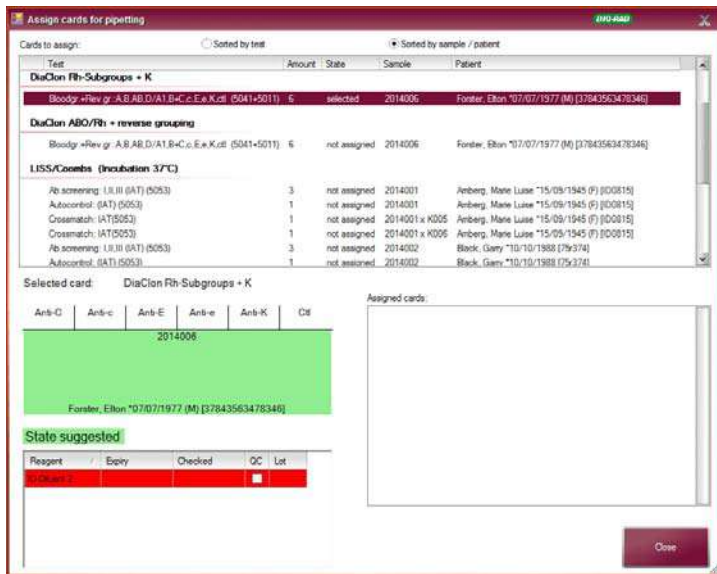 Assign cards for pipetting
BIO-RAD
Cards to assign:
Sorted by test
Sorted by sample / patient
Test Amount State Sample Patient
DiaClon Rh-Subgroups + K
Bloodgr.+Rev.gr.:A,B,AB,D/A1,B+C,c,E,e,K,ctl (5041+5011) 6 selected 2014006 Forster, Elton *07/07/1977 (M) [37843563478346]
DiaClon ABO/Rh + reverse grouping
Bloodgr.+Rev.gr.:A,B,AB,D/A1,B+C,c,E,e,K,ctl (5041+5011) 6 not assigned 2014006 Forster, Elton *07/07/1977 (M) [37843563478346]
LISS/Coombs (Incubation 37°C)
Ab.screening: I,II,III (IAT) (5053) 3 not assigned 2014001 Amberg, Marie Luise *15/09/1945 (F) [ID0815]
Autocontrol: (IAT) (5053) 1 not assigned 2014001 Amberg, Marie Luise *15/09/1945 (F) [ID0815]
Crossmatch: IAT(5053) 1 not assigned 2014001 x K005 Amberg, Marie Luise *15/09/1945 (F) [ID0815]
Crossmatch: IAT(5053) 1 not assigned 2014001 x K006 Amberg, Marie Luise *15/09/1945 (F) [ID0815]
Ab.screening: I,II,III (IAT) (5053) 3 not assigned 2014002 Black, Garry *10/10/1988 [75r374]
Autocontrol: (IAT) (5053) 1 not assigned 2014002 Black, Garry *10/10/1988 [75r374]
Selected card: DiaClon Rh-Subgroups + K
Assigned cards:
Anti-C Anti-c Anti-E Anti-e Anti-K Ctl
2014006
Forster, Elton *07/07/1977 (M) [37843563478346]
State suggested
Reagent Expiry Checked QC Lot
ID-Diluent 2
Close